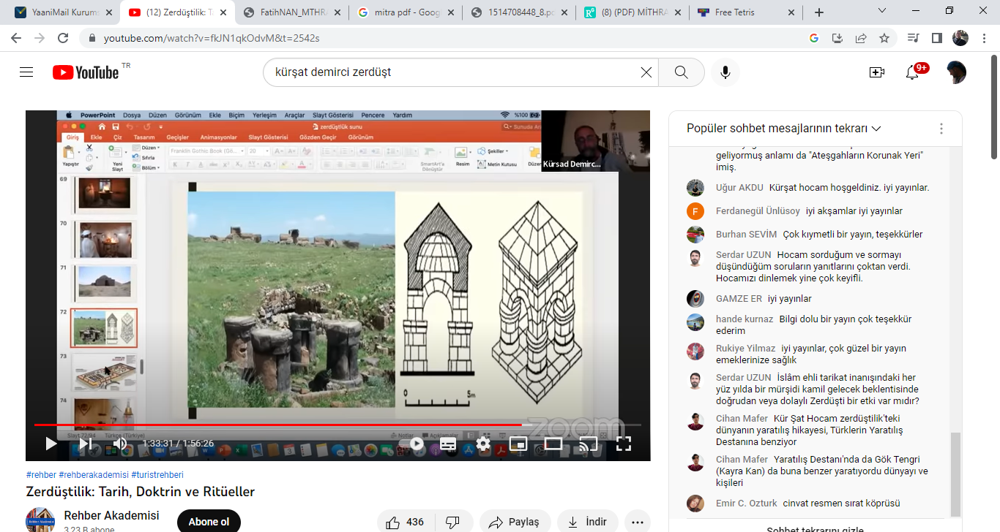 YaaniMail Kurums
(12) Zerdüştilik: Ta
FatihNAN_MTHRA
mitra pdf - Goog
1514708448_8.pd
(8) (PDF) MİTHRA
Free Tetris
youtube.com/watch?v=fkJN1qkOdvM&t=2542s
YouTube TR
kürşat demirci zerdüşt
9+
PowerPoint Dosya Düzen Görünüm Ekle Biçim Yerleşim Araçlar Slayt Gösterisi Pencere Yardım
%100
zerdüştlük sunu
Giriş Ekle Çiz Tasarım Geçişler Animasyonlar Slayt Gösterisi Gözden Geçir Görünüm
Yapıştır
Yeni Slayt
Düzen
Sıfırla
Bölüm
Franklin Gothic Book (Gö...
20
SmartArt'a Dönüştür
Resim
Şekiller
Metin Kutusu
Kürsad Demirc...
69
70
71
72
73
74
0 5m
zoom
Slayt 72/94 Türkçe (Türkiye)
Notlar Açıklamalar
1:33:31 / 1:56:26
#rehber #rehberakademisi #turistrehberi
Zerdüştilik: Tarih, Doktrin ve Ritüeller
Rehber Akademisi
3,23 B abone
Abone ol
436
Paylaş
İndir
Popüler sohbet mesajlarının tekrarı
geliyormuş anlamı da "Ateşgahların Korunak Yeri"
imiş.
Uğur AKDU Kürşat hocam hoşgeldiniz. iyi yayınlar.
F
Ferdanegül Ünlüsoy iyi akşamlar iyi yayınlar
Burhan SEVİM Çok kıymetli bir yayın, teşekkürler
Serdar UZUN Hocam sorduğum ve sormayı
düşündüğüm soruların yanıtlarını çoktan verdi.
Hocamızı dinlemek yine çok keyifli.
GAMZE ER iyi yayınlar
hande kurnaz Bilgi dolu bir yayın çok teşekkür
ederim
Rukiye Yilmaz iyi yayınlar, çok güzel bir yayın
emeklerinize sağlık
Serdar UZUN İslâm ehli tarikat inanışındaki her
yüz yılda bir mürşidi kamil gelecek beklentisinde
doğrudan veya dolaylı Zerdüşti bir etki var mıdır?
Cihan Mafer Kür Şat Hocam zerdüştilik'teki
dünyanın yaratılış hikayesi, Türklerin Yaratılış
Destanına benziyor
Cihan Mafer Yaratılış Destanı'nda da Gök Tengri
(Kayra Kan) da buna benzer yaratıyordu dünyayı ve
kişileri
Emir C. Ozturk cinvat resmen sırat köprüsü
Sohbet tekrarını gizle